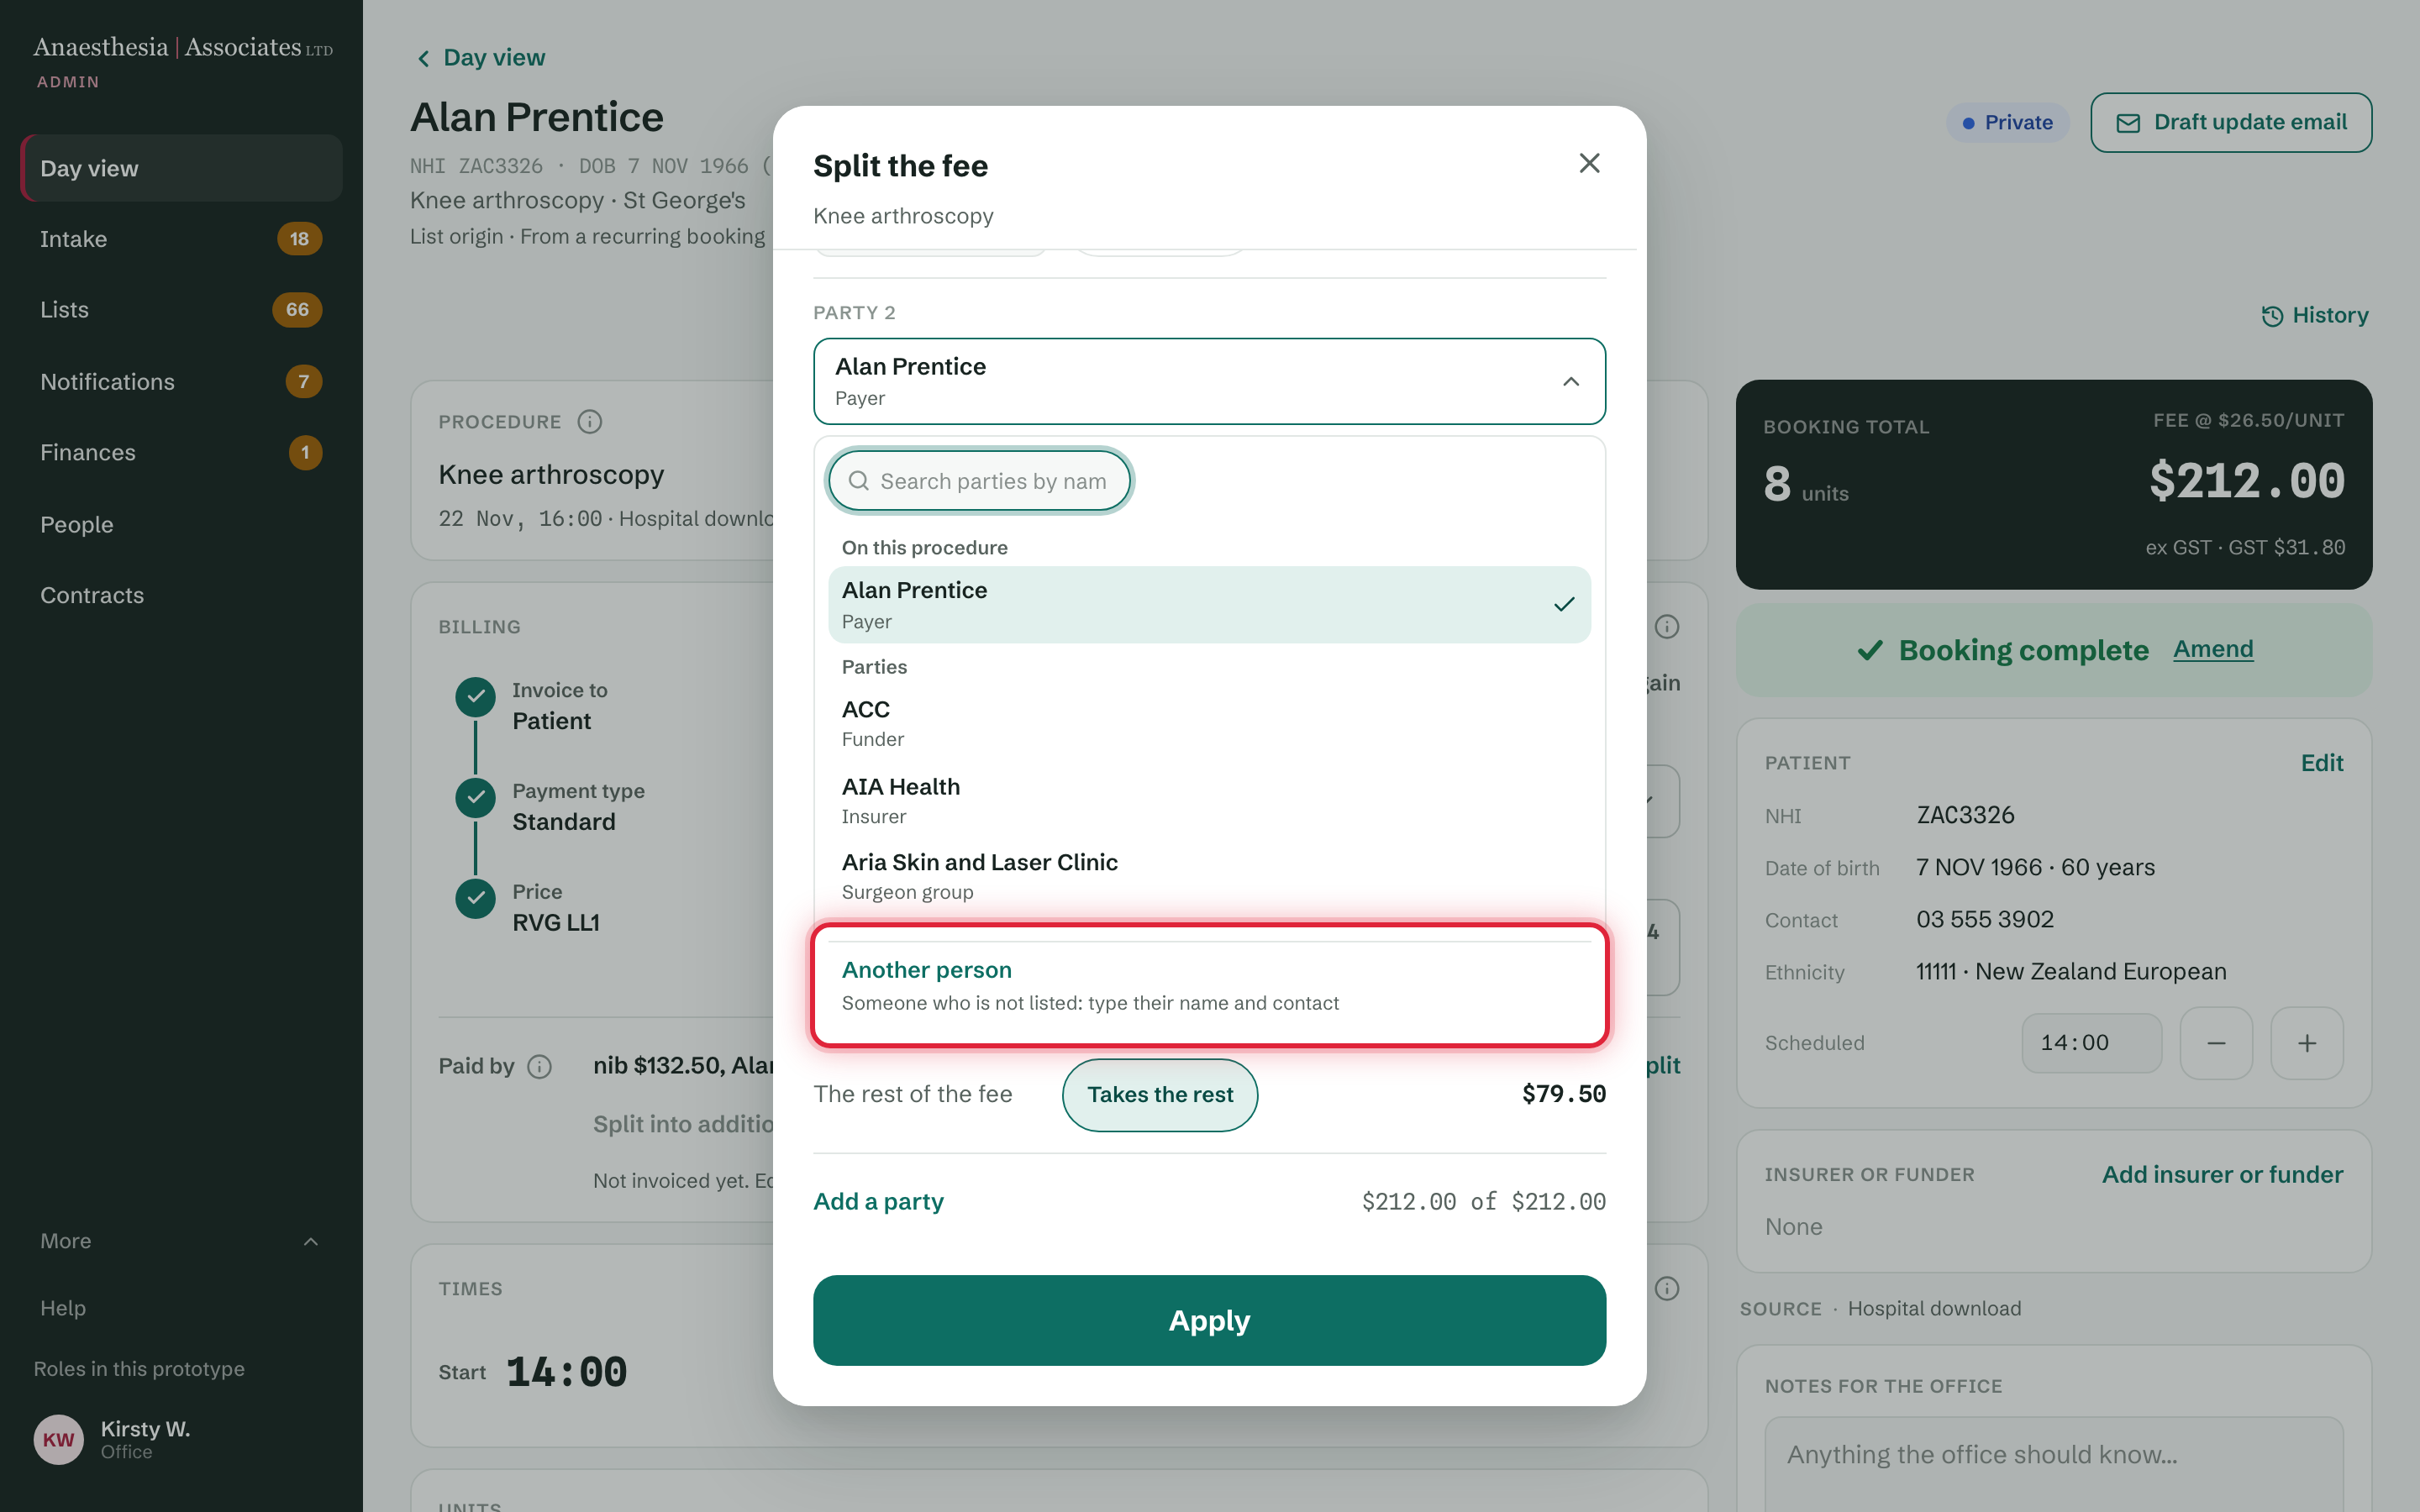 Anaesthesia | Associates LTD
ADMIN
Day view
Intake 18
Lists 66
Notifications 7
Finances 1
People
Contracts
More
Help
Roles in this prototype
KW
Kirsty W.
Office
Day view
Alan Prentice
NHI ZAC3326 · DOB 7 NOV 1966 (
Knee arthroscopy · St George's
List origin · From a recurring booking
Private
Draft update email
History
PROCEDURE
Knee arthroscopy
22 Nov, 16:00 · Hospital downlo
BILLING
Invoice to
Patient
Payment type
Standard
Price
RVG LL1
Paid by
nib $132.50, Alan
Split into additio
Not invoiced yet. Ed
TIMES
Start 14:00
UNITS
Split the fee
Knee arthroscopy
PARTY 2
Alan Prentice
Payer
Search parties by nam
On this procedure
Alan Prentice
Payer
Parties
ACC
Funder
AIA Health
Insurer
Aria Skin and Laser Clinic
Surgeon group
Another person
Someone who is not listed: type their name and contact
The rest of the fee
Takes the rest
$79.50
Add a party
$212.00 of $212.00
Apply
gain
4
plit
BOOKING TOTAL
FEE @ $26.50/UNIT
8 units
$212.00
ex GST · GST $31.80
Booking complete
Amend
PATIENT
Edit
NHI ZAC3326
Date of birth 7 NOV 1966 · 60 years
Contact 03 555 3902
Ethnicity 11111 · New Zealand European
Scheduled 14:00 − +
INSURER OR FUNDER
Add insurer or funder
None
SOURCE · Hospital download
NOTES FOR THE OFFICE
Anything the office should know...